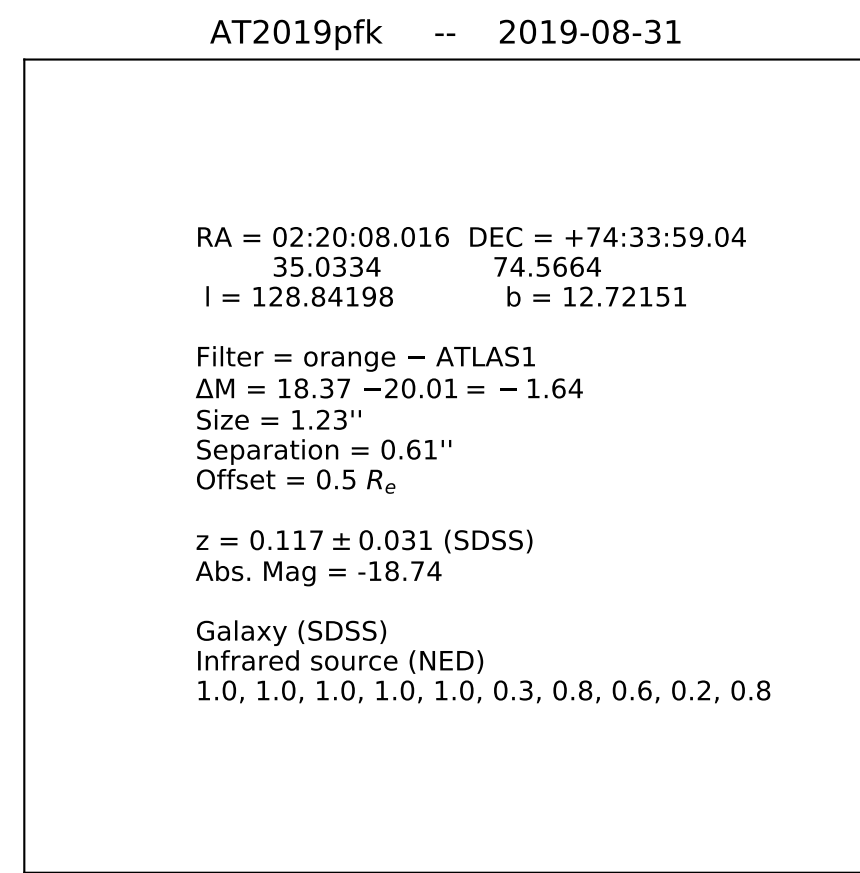 AT2019pfk -- 2019-08-31
RA = 02:20:08.016 DEC = +74:33:59.04
35.0334 74.5664
l = 128.84198 b = 12.72151
Filter = orange − ATLAS1
ΔM = 18.37 −20.01 = − 1.64
Size = 1.23''
Separation = 0.61''
Offset = 0.5 Rₑ
z = 0.117 ± 0.031 (SDSS)
Abs. Mag = -18.74
Galaxy (SDSS)
Infrared source (NED)
1.0, 1.0, 1.0, 1.0, 1.0, 0.3, 0.8, 0.6, 0.2, 0.8